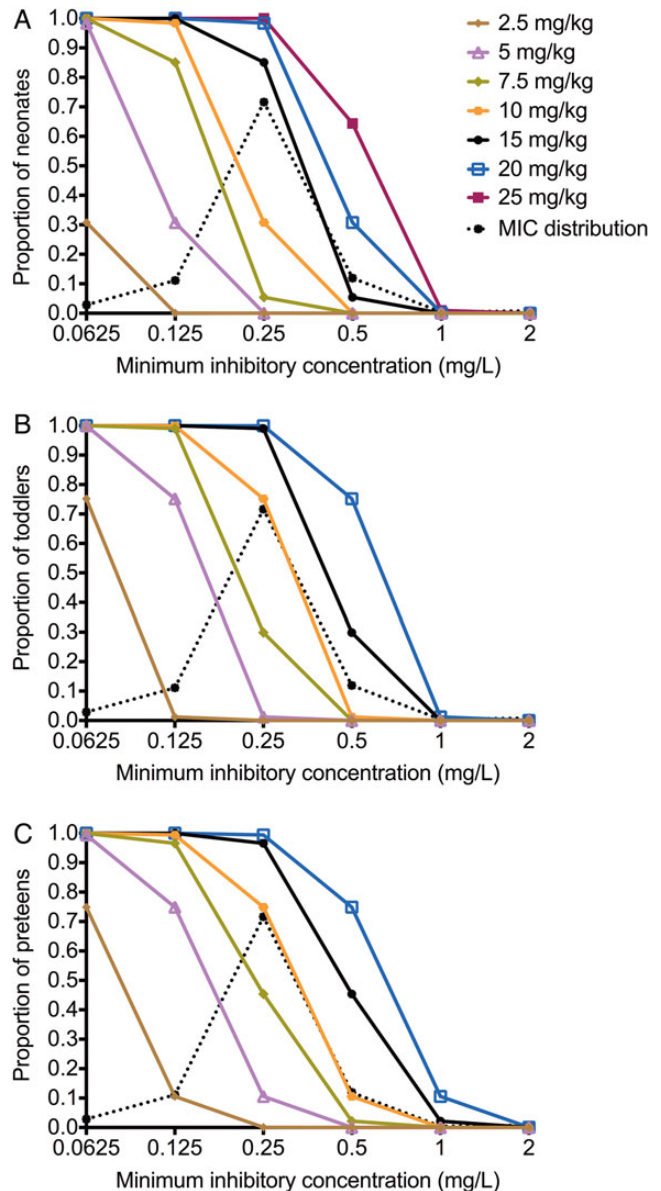 A
1.0
0.9
0.8
0.7
0.6
0.5
0.4
0.3
0.2
0.1
0.0
Proportion of neonates
0.0625 0.125 0.25 0.5 1 2
Minimum inhibitory concentration (mg/L)
2.5 mg/kg
5 mg/kg
7.5 mg/kg
10 mg/kg
15 mg/kg
20 mg/kg
25 mg/kg
MIC distribution
B
1.0
0.9
0.8
0.7
0.6
0.5
0.4
0.3
0.2
0.1
0.0
Proportion of toddlers
0.0625 0.125 0.25 0.5 1 2
Minimum inhibitory concentration (mg/L)
C
1.0
0.9
0.8
0.7
0.6
0.5
0.4
0.3
0.2
0.1
0.0
Proportion of preteens
0.0625 0.125 0.25 0.5 1 2
Minimum inhibitory concentration (mg/L)